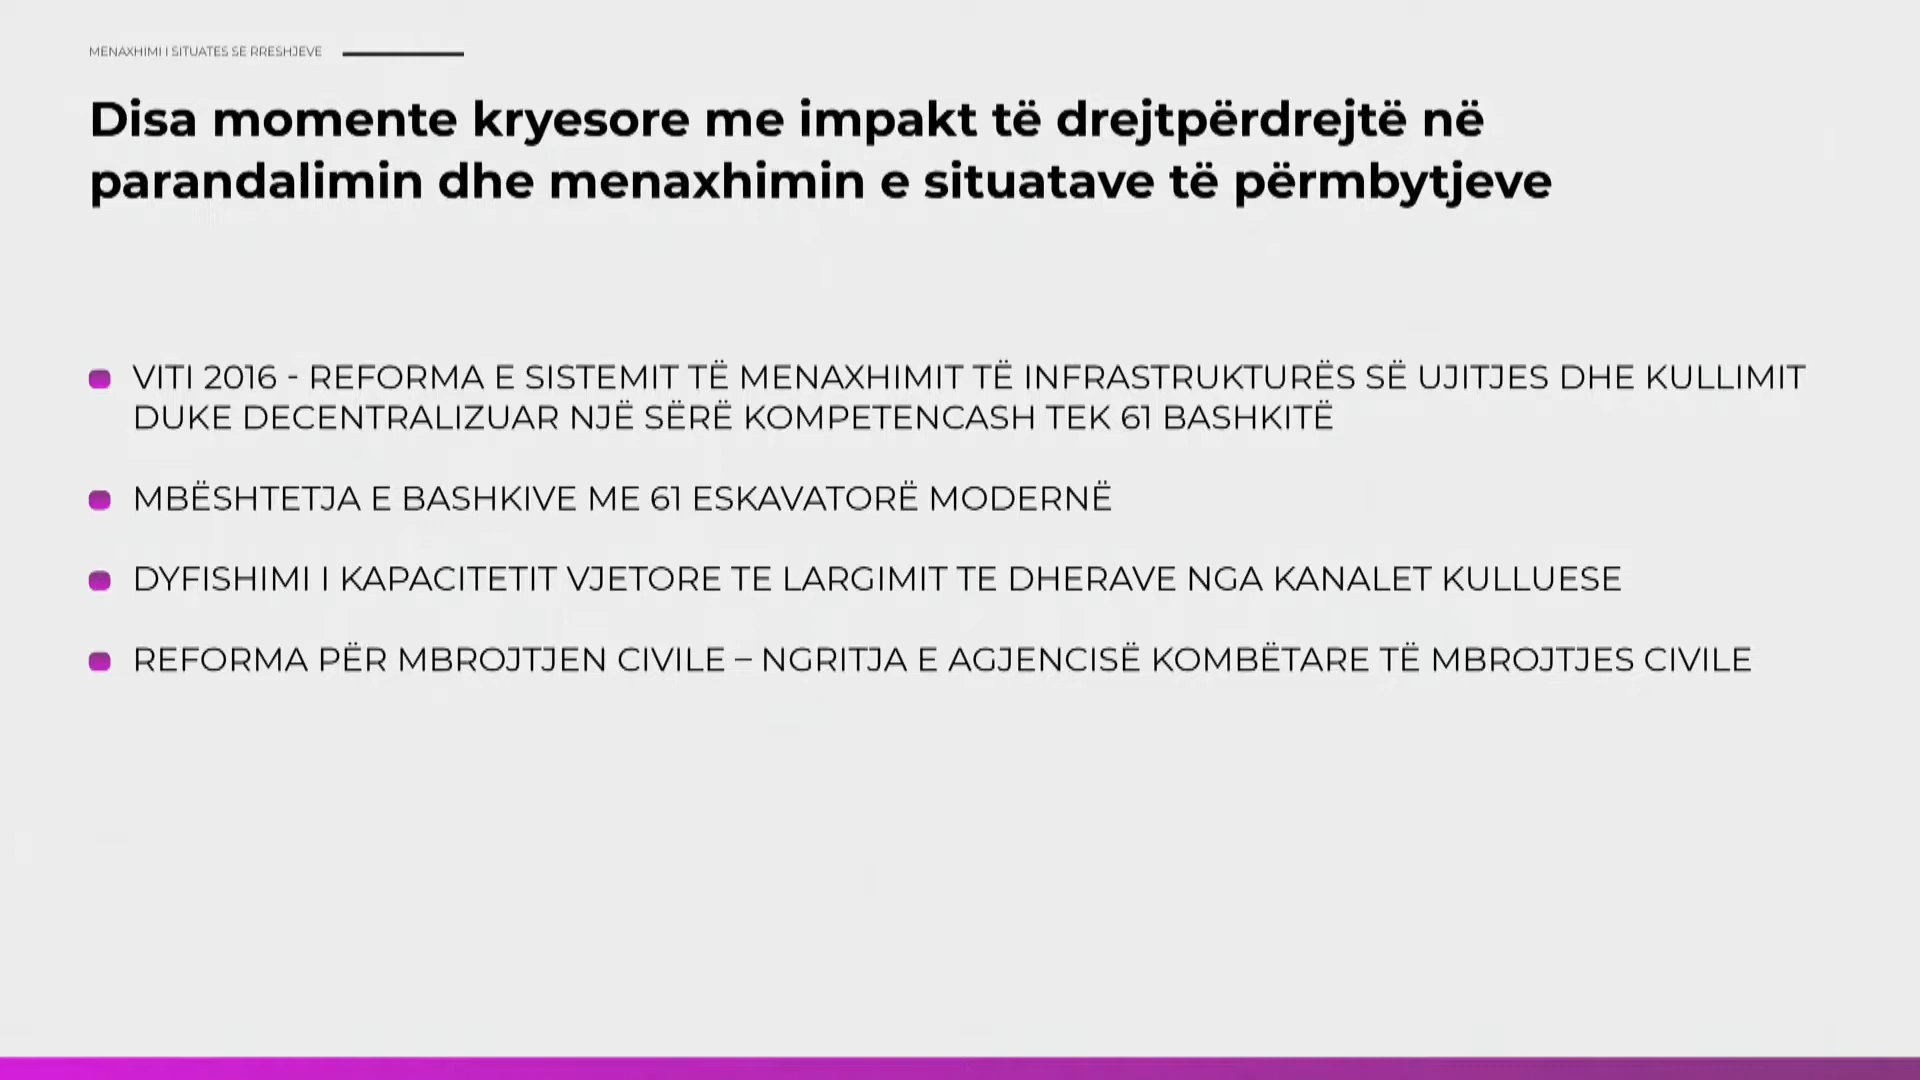 MENAXHIMI I SITUATES SE RRESHJEVE
Disa momente kryesore me impakt të drejtpërdrejtë në
parandalimin dhe menaxhimin e situatave të përmbytjeve
VITI 2016 - REFORMA E SISTEMIT TË MENAXHIMIT TË INFRASTRUKTURËS SË UJITJES DHE KULLIMIT
DUKE DECENTRALIZUAR NJË SËRË KOMPETENCASH TEK 61 BASHKITË
MBËSHTETJA E BASHKIVE ME 61 ESKAVATORË MODERNË
DYFISHIMI I KAPACITETIT VJETORE TE LARGIMIT TE DHERAVE NGA KANALET KULLUESE
REFORMA PËR MBROJTJEN CIVILE – NGRITJA E AGJENCISË KOMBËTARE TË MBROJTJES CIVILE